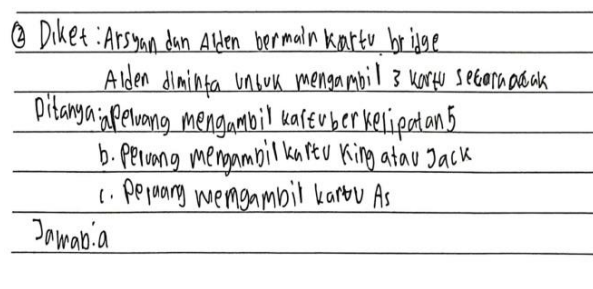 ② Diket : Arsyan dan Alden bermain kartu bridge
Alden diminta untuk mengambil 3 kartu secara acak
Ditanya : a. Peluang mengambil kartu berkelipatan 5
b. Peluang mengambil kartu King atau Jack
c. Peluang mengambil kartu As
Jawab : a